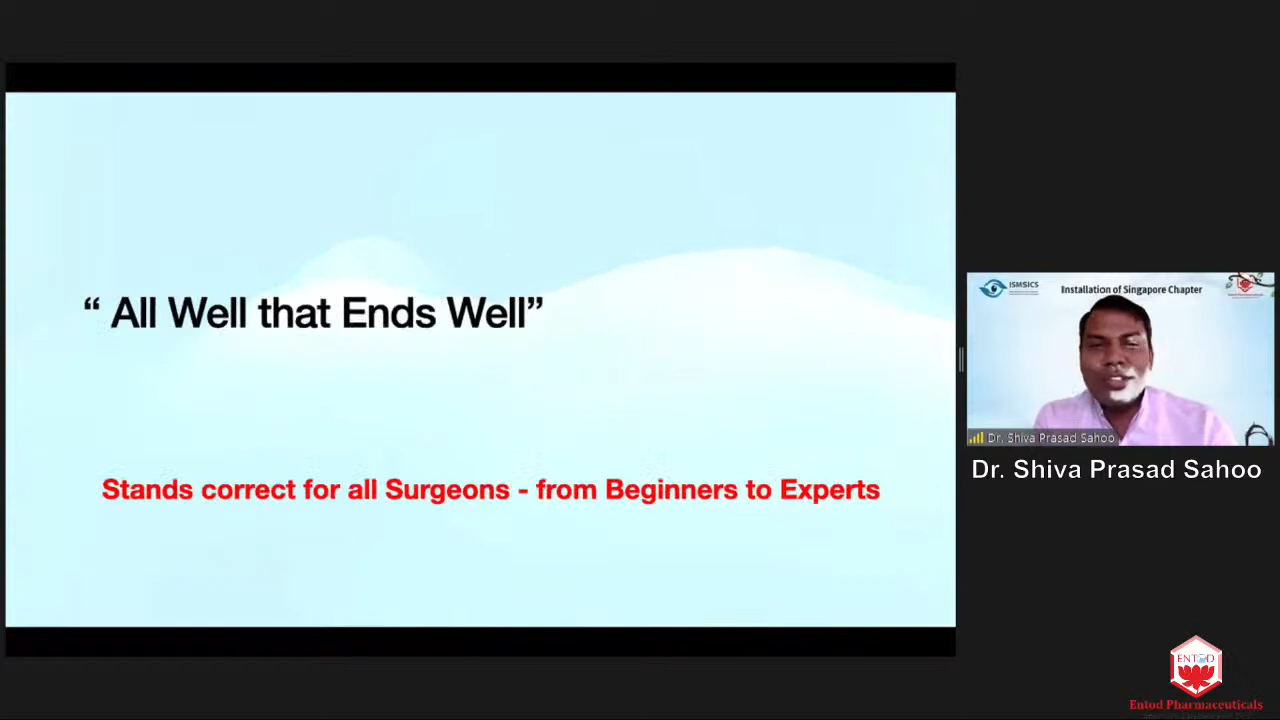 “ All Well that Ends Well”
Stands correct for all Surgeons - from Beginners to Experts
ISMSICS
Installation of Singapore Chapter
Dr. Shiva Prasad Sahoo
Dr. Shiva Prasad Sahoo
ENTOD
Entod Pharmaceuticals